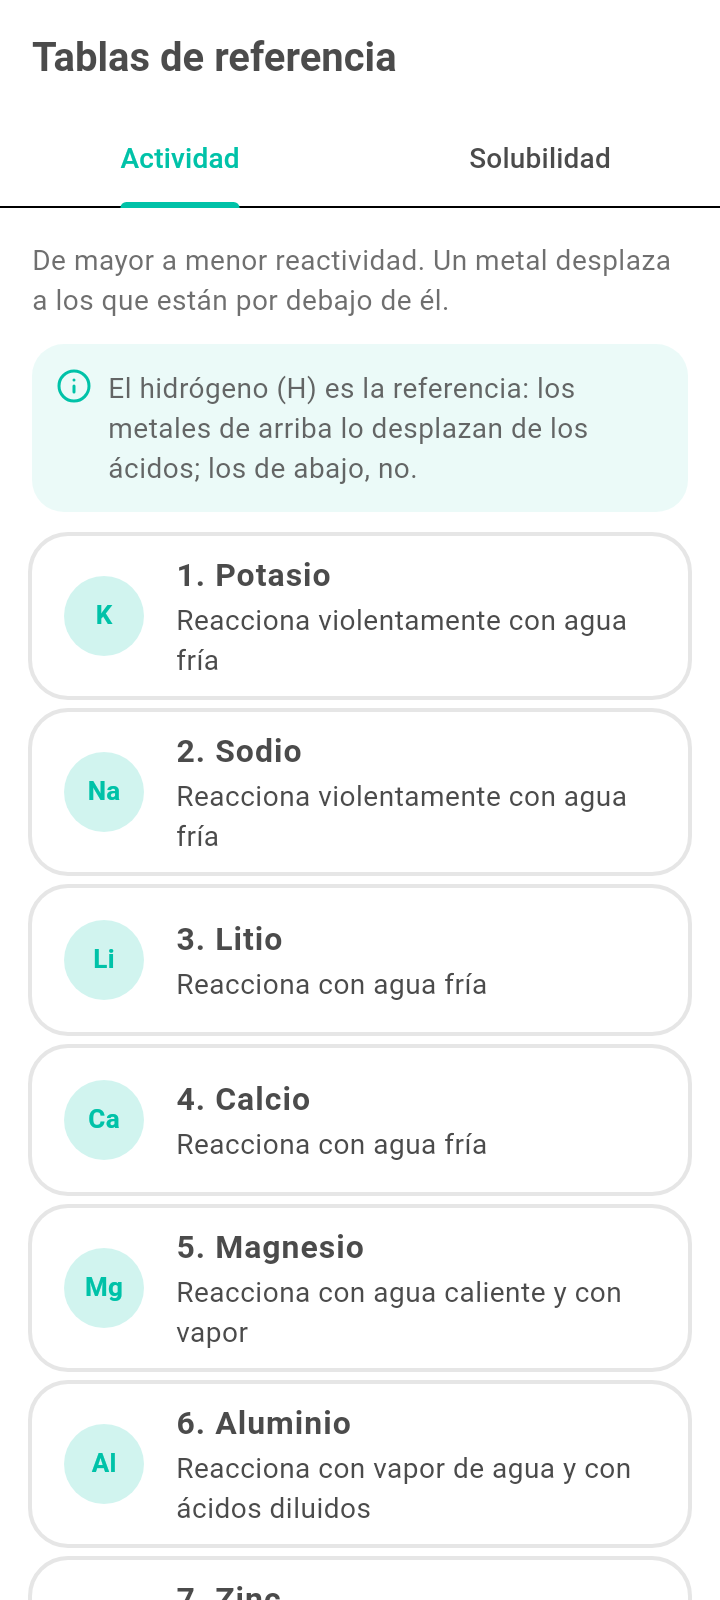 Tablas de referencia
Actividad
Solubilidad
De mayor a menor reactividad. Un metal desplaza
a los que están por debajo de él.
El hidrógeno (H) es la referencia: los
metales de arriba lo desplazan de los
ácidos; los de abajo, no.
K
1. Potasio
Reacciona violentamente con agua
fría
Na
2. Sodio
Reacciona violentamente con agua
fría
Li
3. Litio
Reacciona con agua fría
Ca
4. Calcio
Reacciona con agua fría
Mg
5. Magnesio
Reacciona con agua caliente y con
vapor
Al
6. Aluminio
Reacciona con vapor de agua y con
ácidos diluidos
7. Zinc